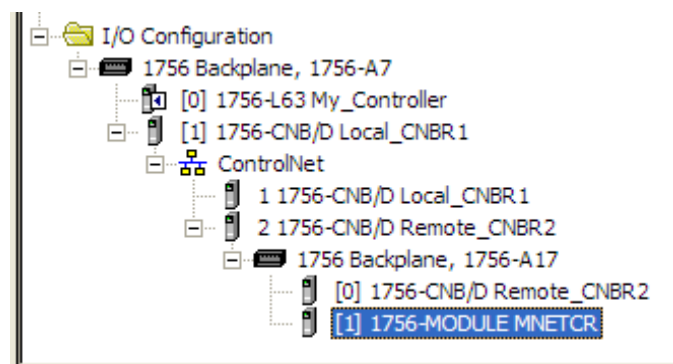 I/O Configuration
1756 Backplane, 1756-A7
[0] 1756-L63 My_Controller
[1] 1756-CNB/D Local_CNBR1
ControlNet
1 1756-CNB/D Local_CNBR1
2 1756-CNB/D Remote_CNBR2
1756 Backplane, 1756-A17
[0] 1756-CNB/D Remote_CNBR2
[1] 1756-MODULE MNETCR